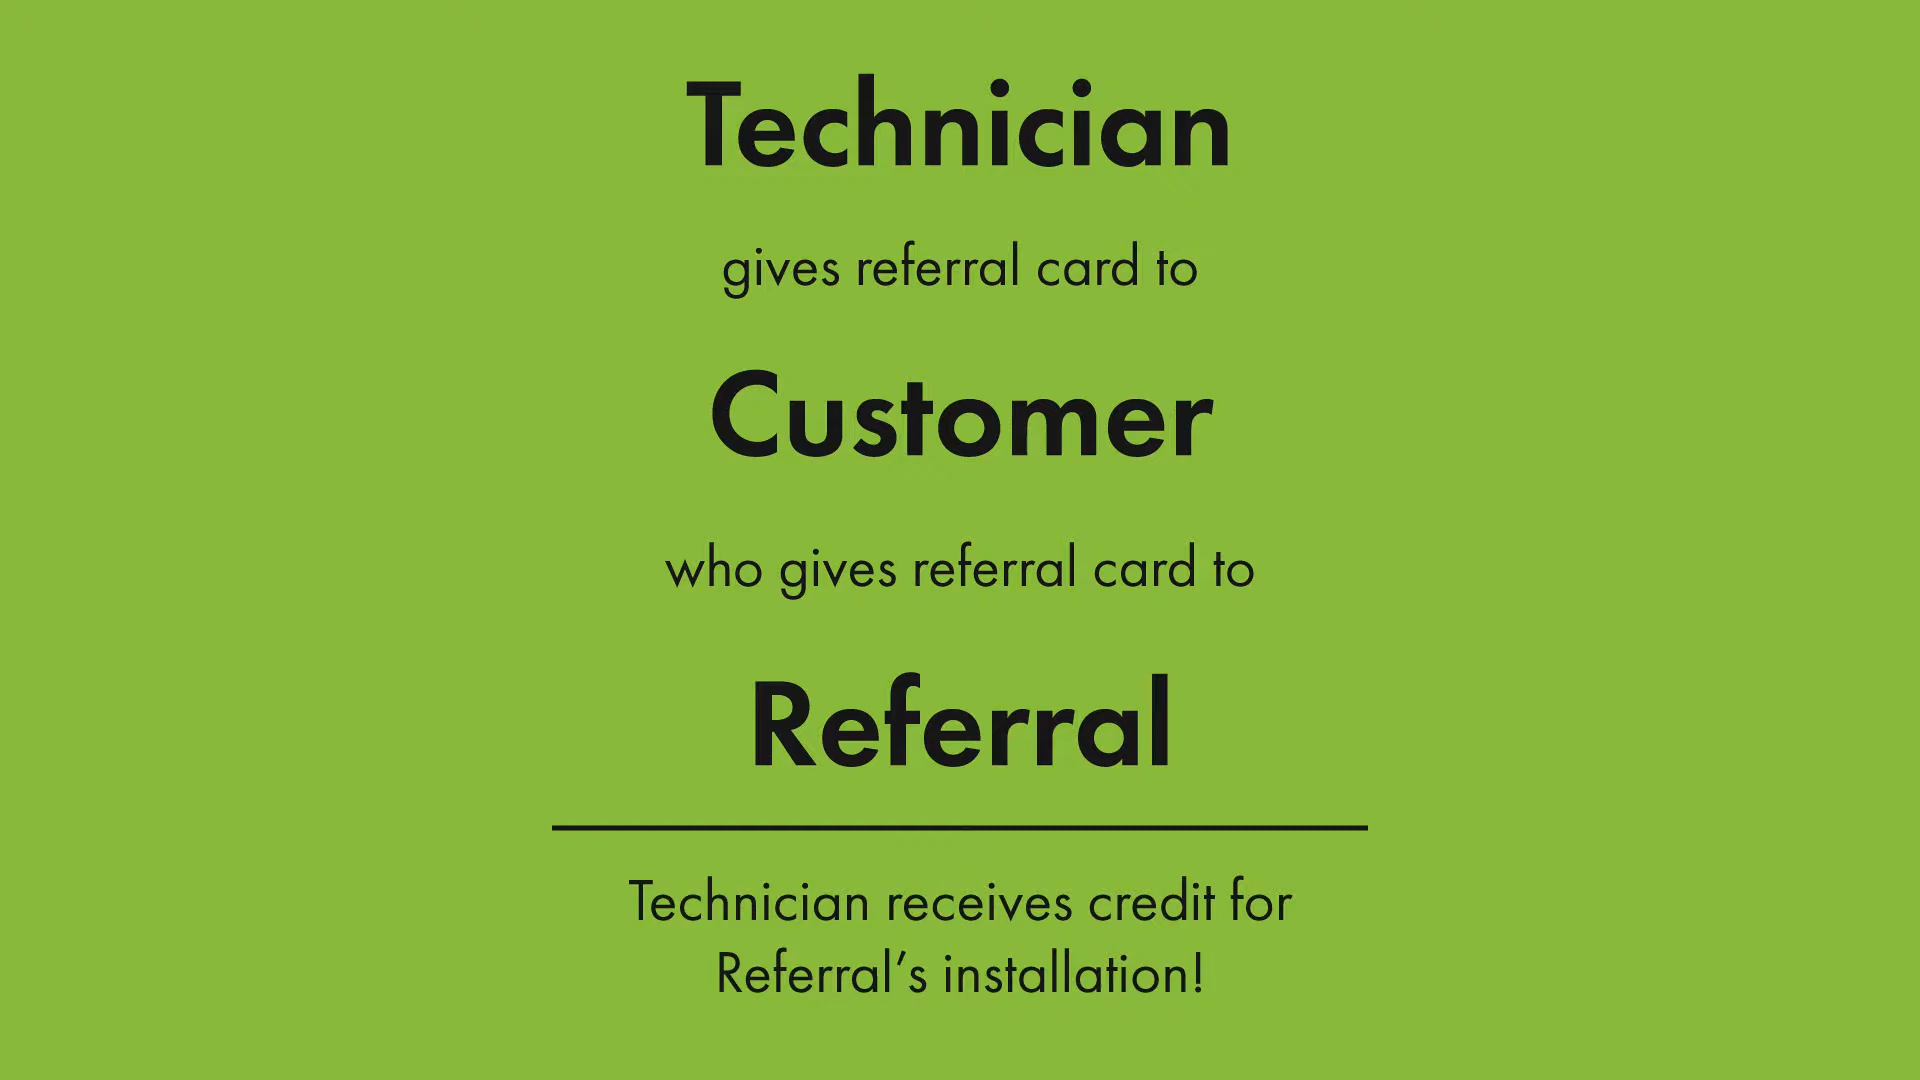 Technician
gives referral card to
Customer
who gives referral card to
Referral
Technician receives credit for
Referral’s installation!